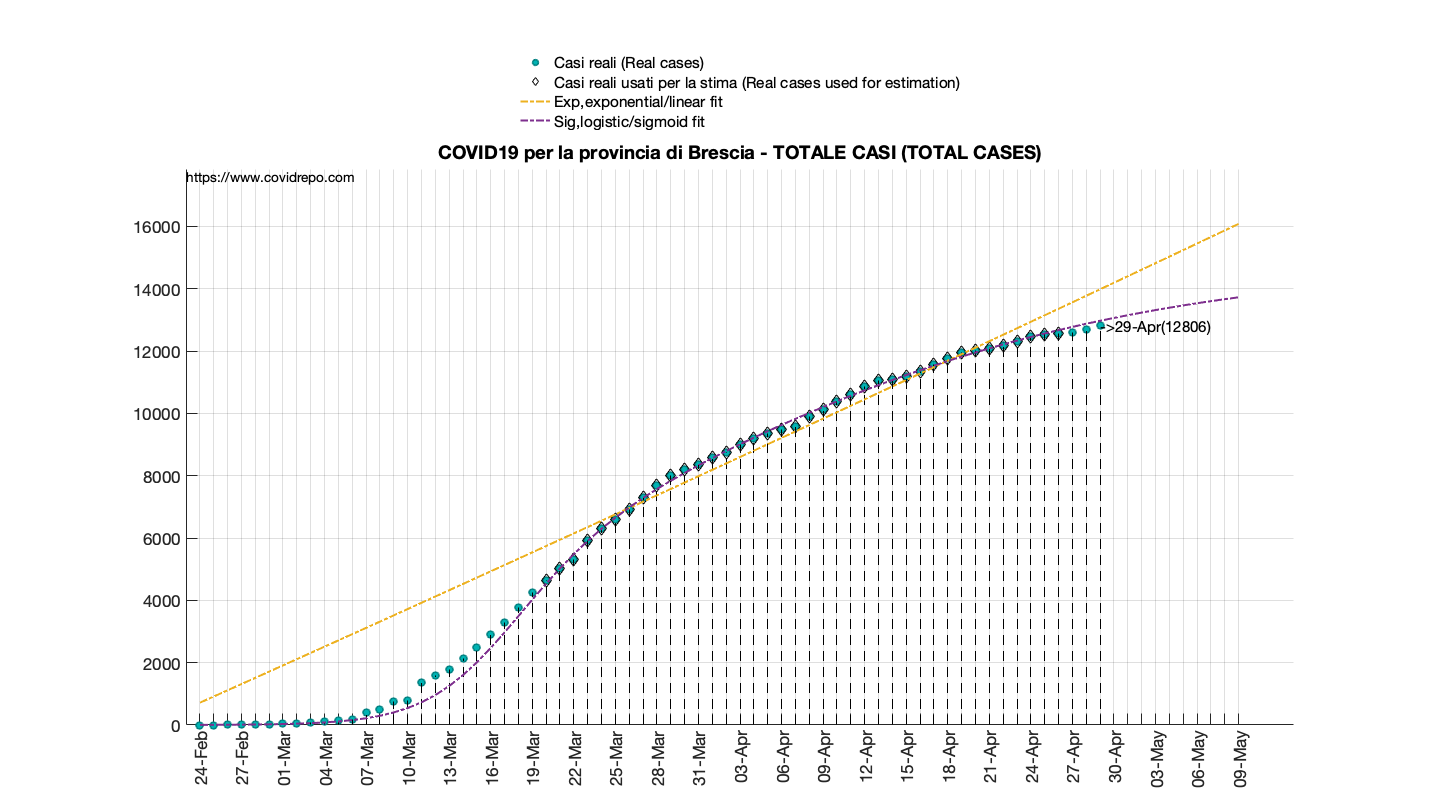 Casi reali (Real cases)
Casi reali usati per la stima (Real cases used for estimation)
Exp,exponential/linear fit
Sig,logistic/sigmoid fit
COVID19 per la provincia di Brescia - TOTALE CASI (TOTAL CASES)
https://www.covidrepo.com
16000
14000
12000
10000
8000
6000
4000
2000
0
->29-Apr(12806)
24-Feb
27-Feb
01-Mar
04-Mar
07-Mar
10-Mar
13-Mar
16-Mar
19-Mar
22-Mar
25-Mar
28-Mar
31-Mar
03-Apr
06-Apr
09-Apr
12-Apr
15-Apr
18-Apr
21-Apr
24-Apr
27-Apr
30-Apr
03-May
06-May
09-May